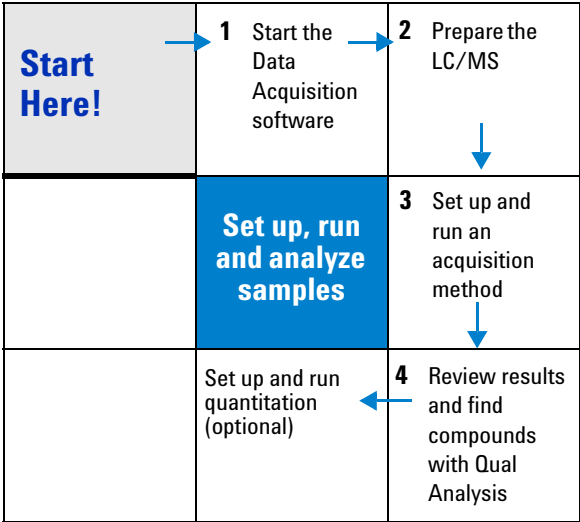 Start
Here!
1 Start the
Data
Acquisition
software
2 Prepare the
LC/MS
Set up, run
and analyze
samples
3 Set up and
run an
acquisition
method
4 Review results
and find
compounds
with Qual
Analysis
Set up and run
quantitation
(optional)